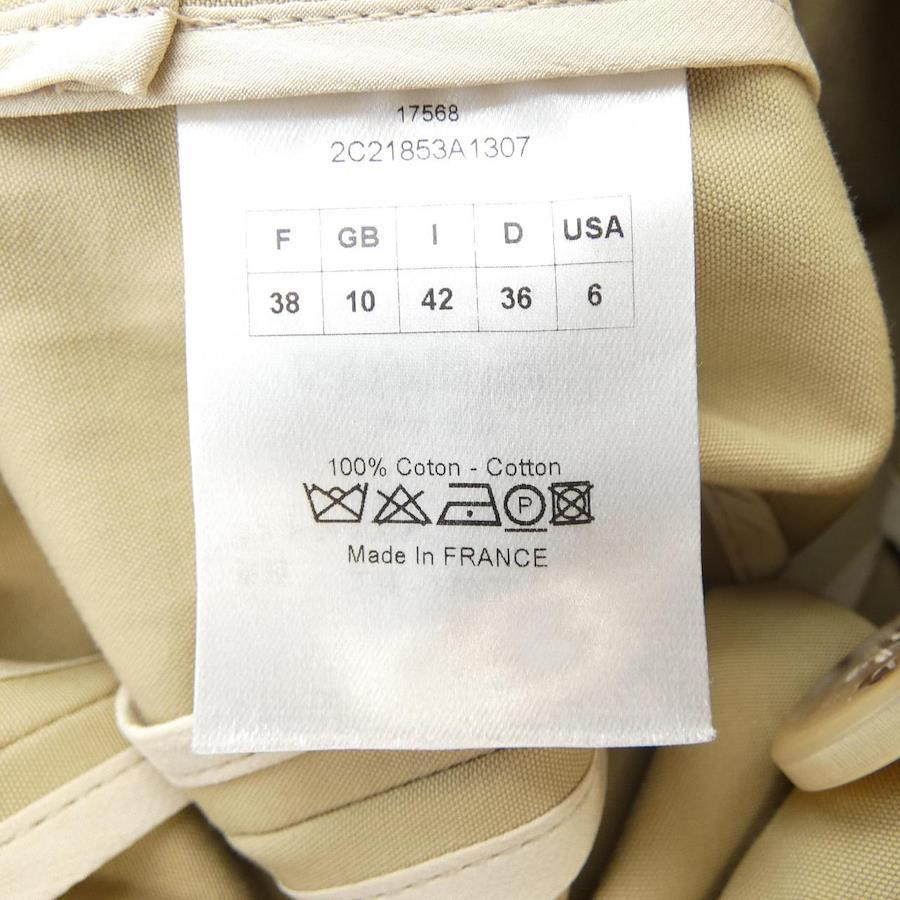 17568
2C21853A1307
F GB I D USA
38 10 42 36 6
100% Coton - Cotton
P
Made In FRANCE